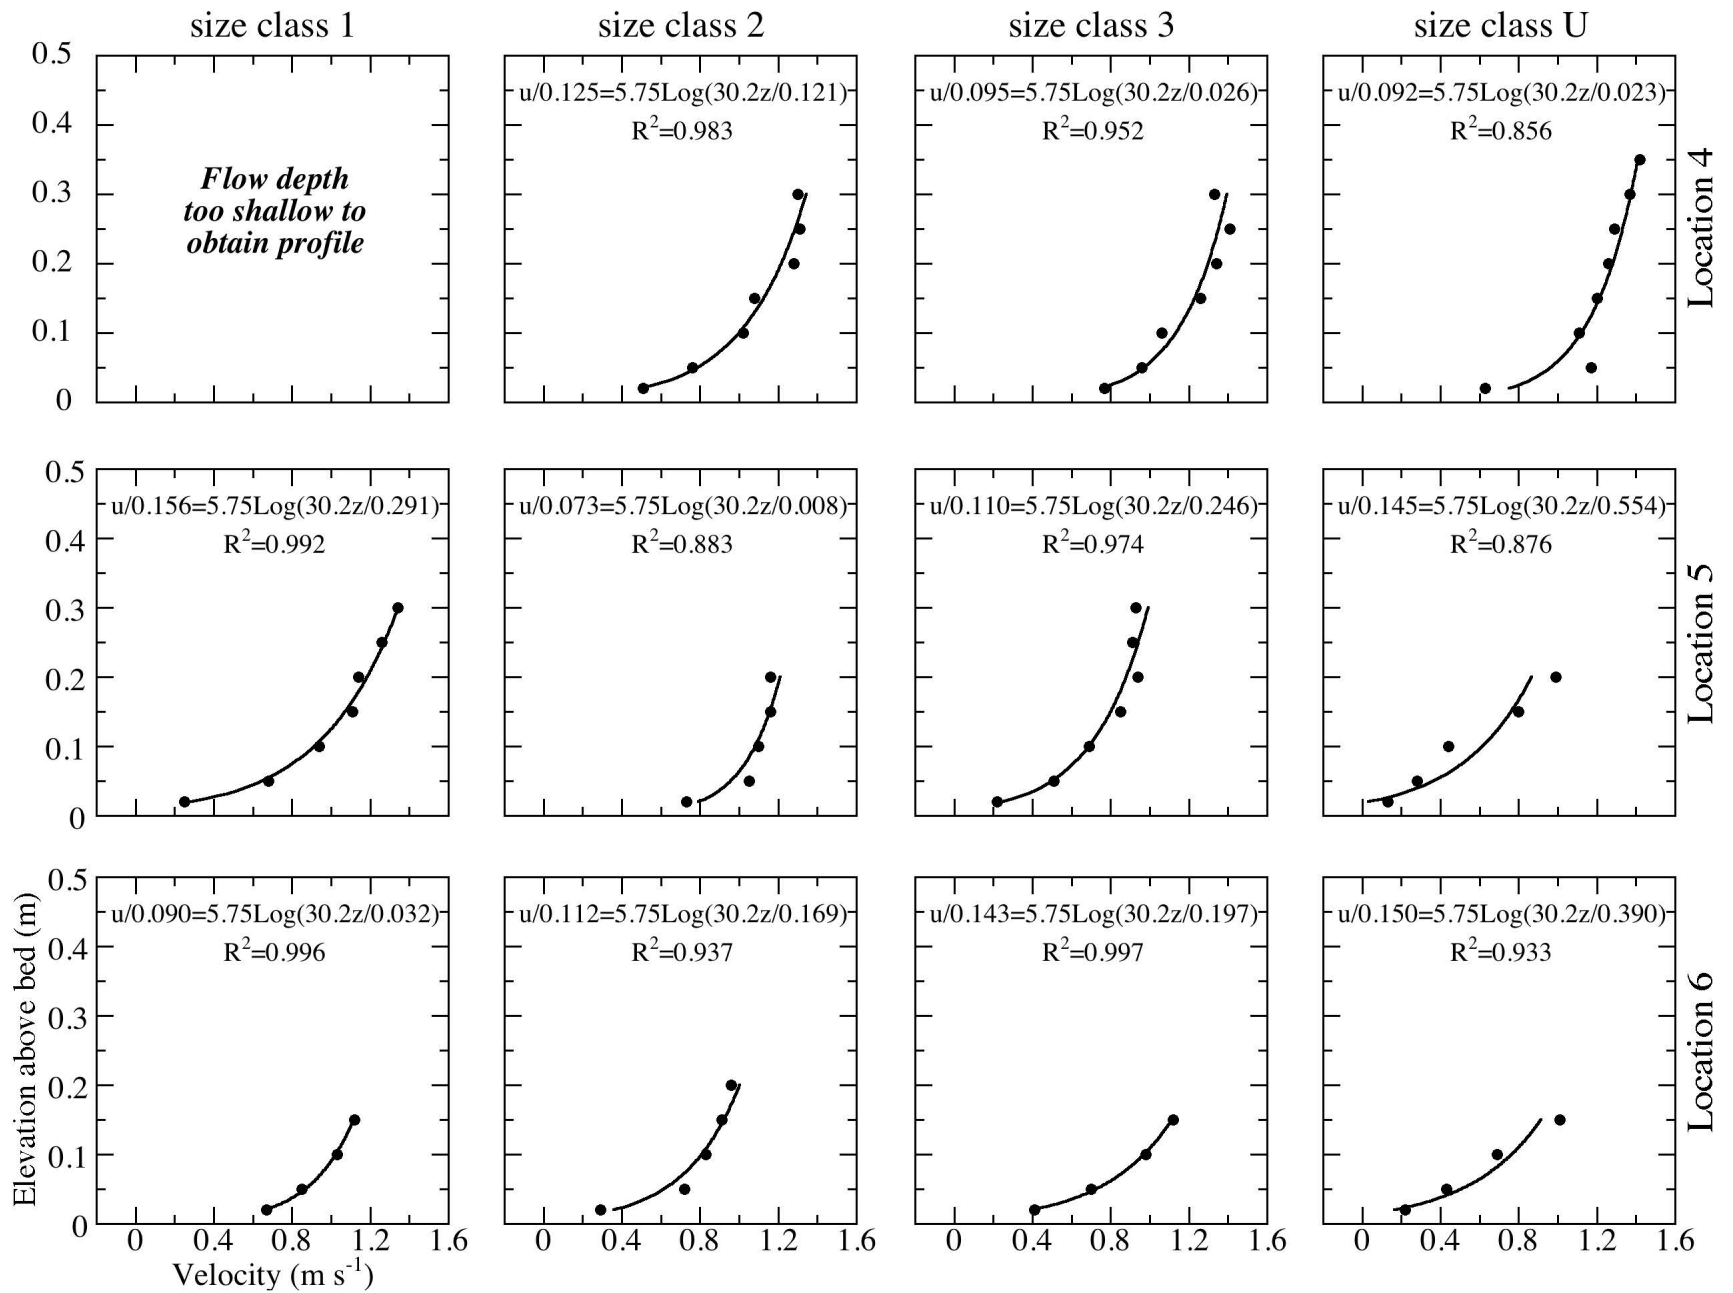 size class 1 size class 2 size class 3 size class U
0.5
0.4
0.3
0.2
0.1
0
Flow depth
too shallow to
obtain profile
u/0.125=5.75Log(30.2z/0.121)
R²=0.983
u/0.095=5.75Log(30.2z/0.026)
R²=0.952
u/0.092=5.75Log(30.2z/0.023)
R²=0.856
Location 4
0.5
0.4
0.3
0.2
0.1
0
u/0.156=5.75Log(30.2z/0.291)
R²=0.992
u/0.073=5.75Log(30.2z/0.008)
R²=0.883
u/0.110=5.75Log(30.2z/0.246)
R²=0.974
u/0.145=5.75Log(30.2z/0.554)
R²=0.876
Location 5
Elevation above bed (m)
0.5
0.4
0.3
0.2
0.1
0
u/0.090=5.75Log(30.2z/0.032)
R²=0.996
u/0.112=5.75Log(30.2z/0.169)
R²=0.937
u/0.143=5.75Log(30.2z/0.197)
R²=0.997
u/0.150=5.75Log(30.2z/0.390)
R²=0.933
Location 6
0 0.4 0.8 1.2 1.6 0 0.4 0.8 1.2 1.6 0 0.4 0.8 1.2 1.6 0 0.4 0.8 1.2 1.6
Velocity (m s⁻¹)